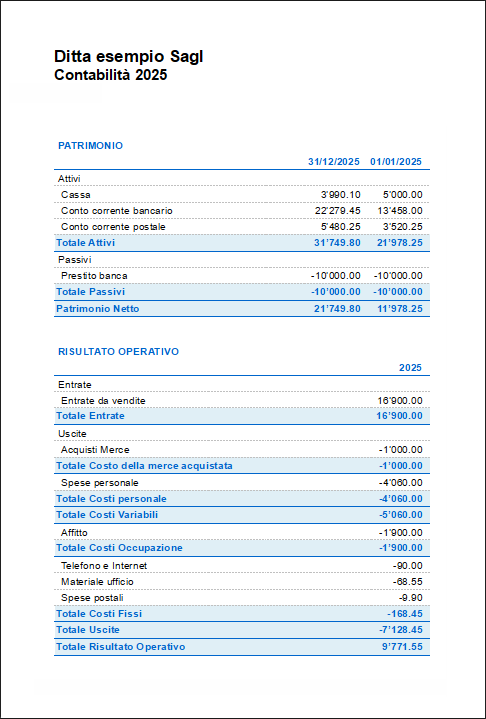 Ditta esempio Sagl
Contabilità 2025
PATRIMONIO
31/12/2025 01/01/2025
Attivi
Cassa 3'990.10 5'000.00
Conto corrente bancario 22'279.45 13'458.00
Conto corrente postale 5'480.25 3'520.25
Totale Attivi 31'749.80 21'978.25
Passivi
Prestito banca -10'000.00 -10'000.00
Totale Passivi -10'000.00 -10'000.00
Patrimonio Netto 21'749.80 11'978.25
RISULTATO OPERATIVO
2025
Entrate
Entrate da vendite 16'900.00
Totale Entrate 16'900.00
Uscite
Acquisti Merce -1'000.00
Totale Costo della merce acquistata -1'000.00
Spese personale -4'060.00
Totale Costi personale -4'060.00
Totale Costi Variabili -5'060.00
Affitto -1'900.00
Totale Costi Occupazione -1'900.00
Telefono e Internet -90.00
Materiale ufficio -68.55
Spese postali -9.90
Totale Costi Fissi -168.45
Totale Uscite -7'128.45
Totale Risultato Operativo 9'771.55